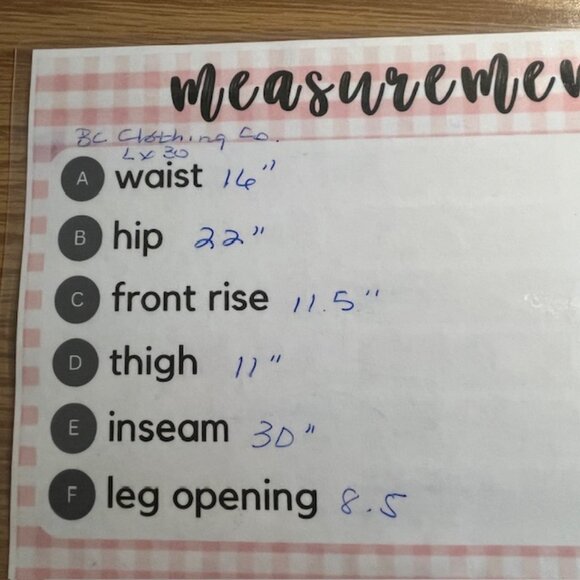 measuremen
BC Clothing Co.
L x 30
A waist 16"
B hip 22"
C front rise 11.5"
D thigh 11"
E inseam 30"
F leg opening 8.5